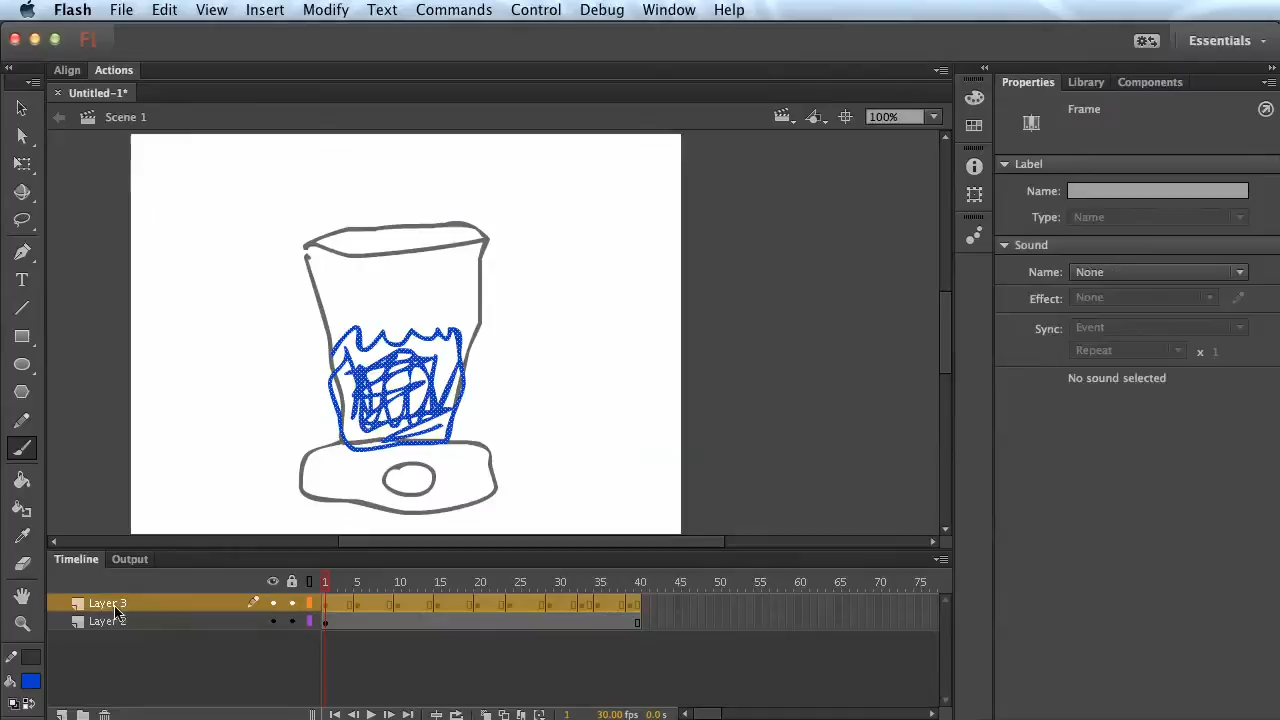 Flash File Edit View Insert Modify Text Commands Control Debug Window Help
Fl Essentials
Align Actions
Untitled-1*
Scene 1 100%
Properties Library Components
Frame
Label
Name:
Type: Name
Sound
Name: None
Effect: None
Sync: Event
Repeat x 1
No sound selected
Timeline Output
1 5 10 15 20 25 30 35 40 45 50 55 60 65 70 75
Layer 3
Layer 2
1 30.00 fps 0.0 s